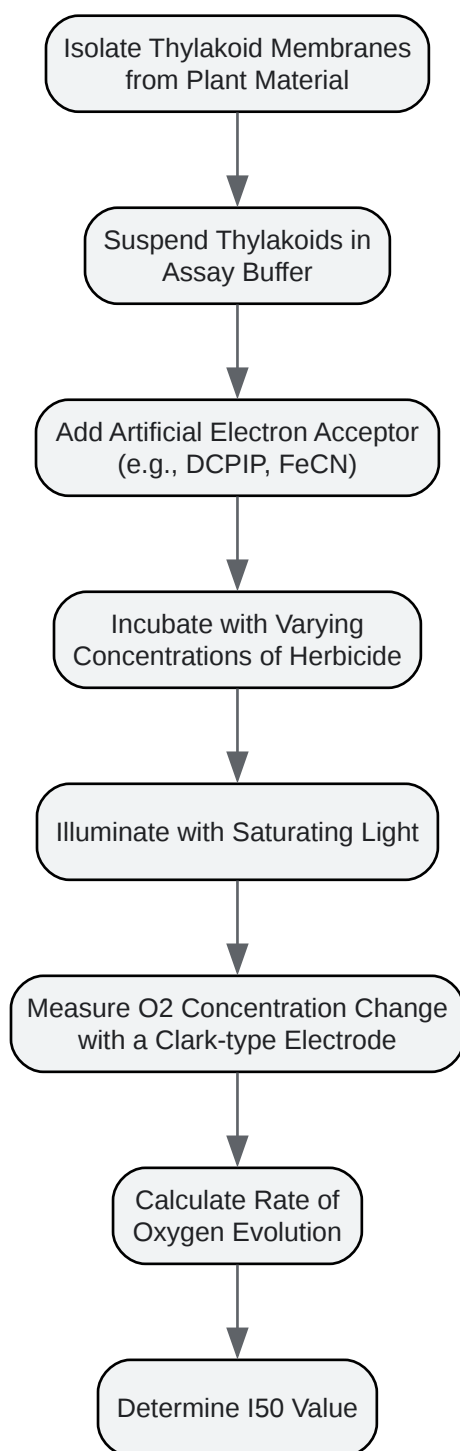 Isolate Thylakoid Membranes
from Plant Material
Suspend Thylakoids in
Assay Buffer
Add Artificial Electron Acceptor
(e.g., DCPIP, FeCN)
Incubate with Varying
Concentrations of Herbicide
Illuminate with Saturating Light
Measure O2 Concentration Change
with a Clark-type Electrode
Calculate Rate of
Oxygen Evolution
Determine I50 Value